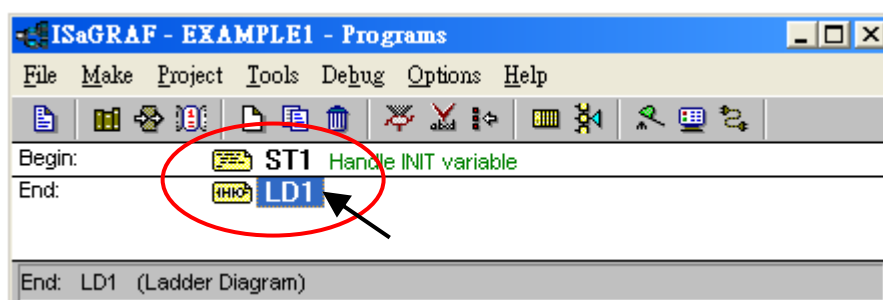 ISaGRAF - EXAMPLE1 - Programs
File Make Project Tools Debug Options Help
Begin: ST1 Handle INIT variable
End: LD1
End: LD1 (Ladder Diagram)